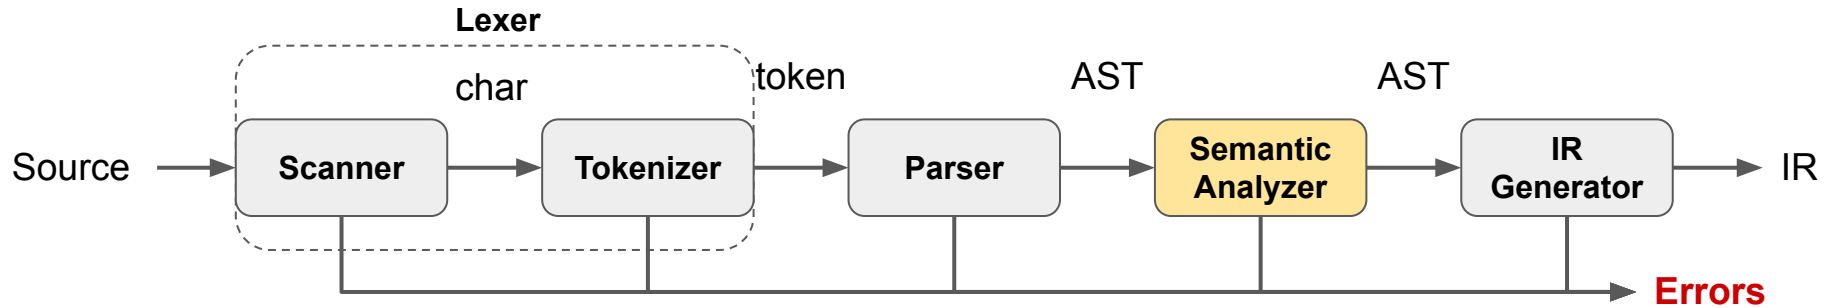 Lexer
char
token
AST
AST
Source
Scanner
Tokenizer
Parser
Semantic
Analyzer
IR
Generator
IR
Errors